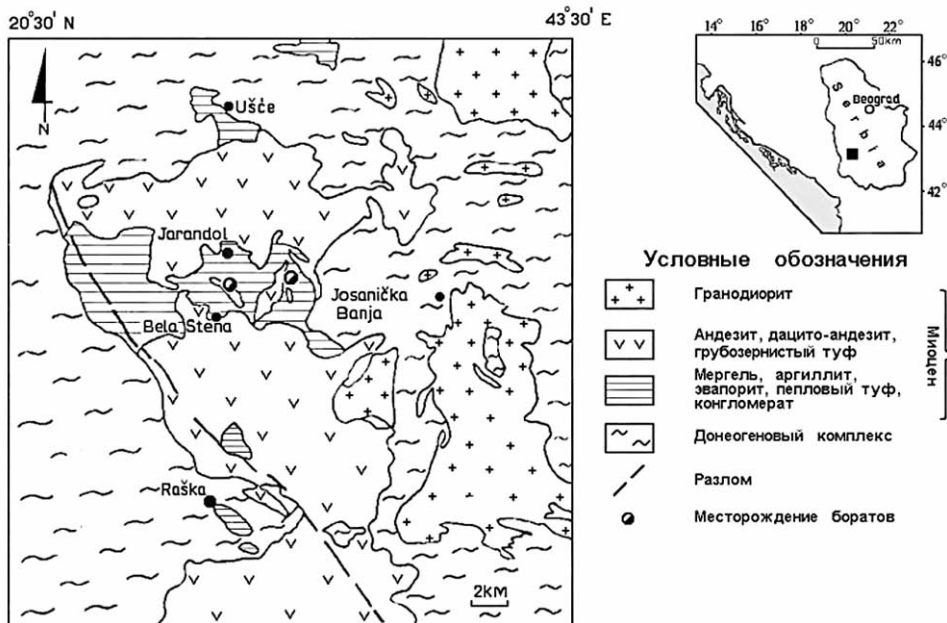 20°30' N
43°30' E
N
Ušće
Jarandol
Bela Stena
Josanička
Banja
Raška
2KM
14° 16° 18° 20° 22°
0 50km
46°
44°
42°
Beograd
Serbia
Условные обозначения
Гранодиорит
Андезит, дацито-андезит,
грубозернистый туф
Мергель, аргиллит,
эвапорит, пепловый туф,
конгломерат
Миоцен
Донеогеновый комплекс
Разлом
Месторождение боратов